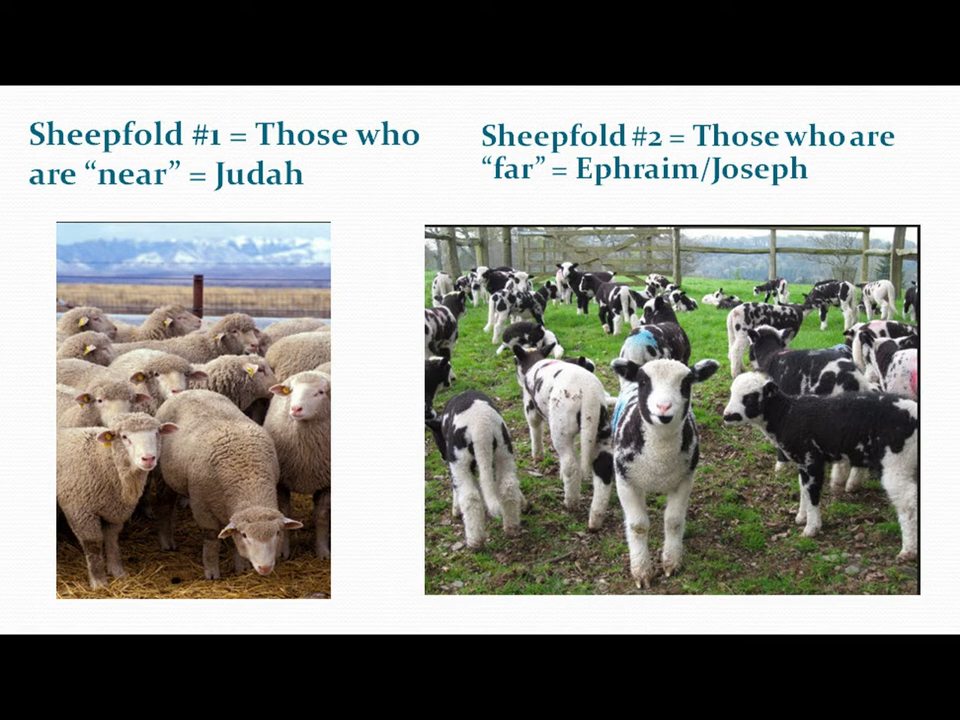 Sheepfold #1 = Those who
are “near” = Judah
Sheepfold #2 = Those who are
“far” = Ephraim/Joseph